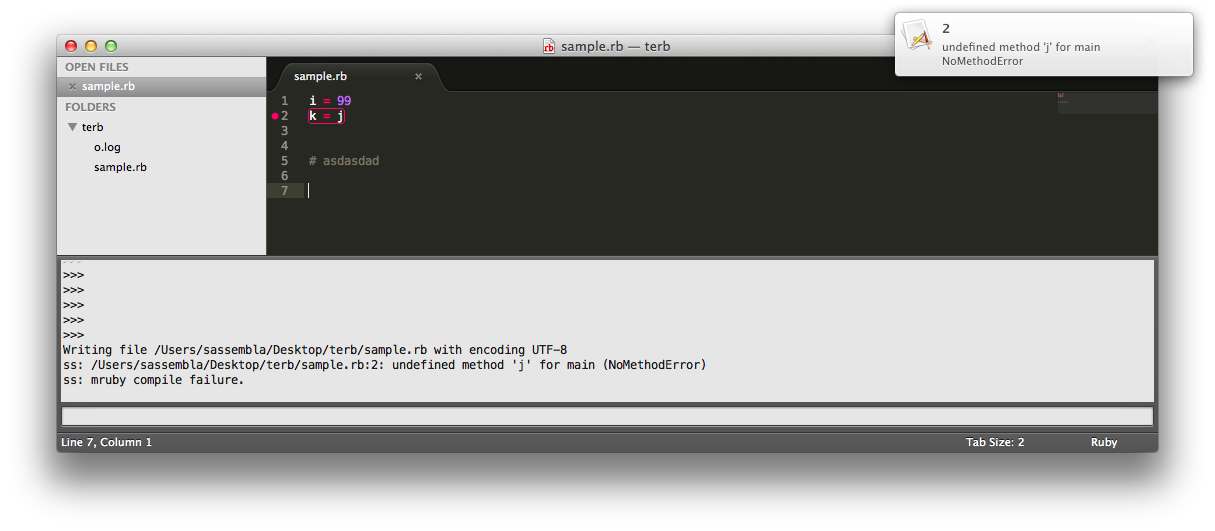 sample.rb — terb
2
undefined method 'j' for main
NoMethodError
OPEN FILES
sample.rb
FOLDERS
terb
o.log
sample.rb
sample.rb
1 i = 99
2 k = j
3
4
5 # asdasdad
6
7
>>>
>>>
>>>
>>>
>>>
Writing file /Users/sassembla/Desktop/terb/sample.rb with encoding UTF-8
ss: /Users/sassembla/Desktop/terb/sample.rb:2: undefined method 'j' for main (NoMethodError)
ss: mruby compile failure.
Line 7, Column 1
Tab Size: 2
Ruby